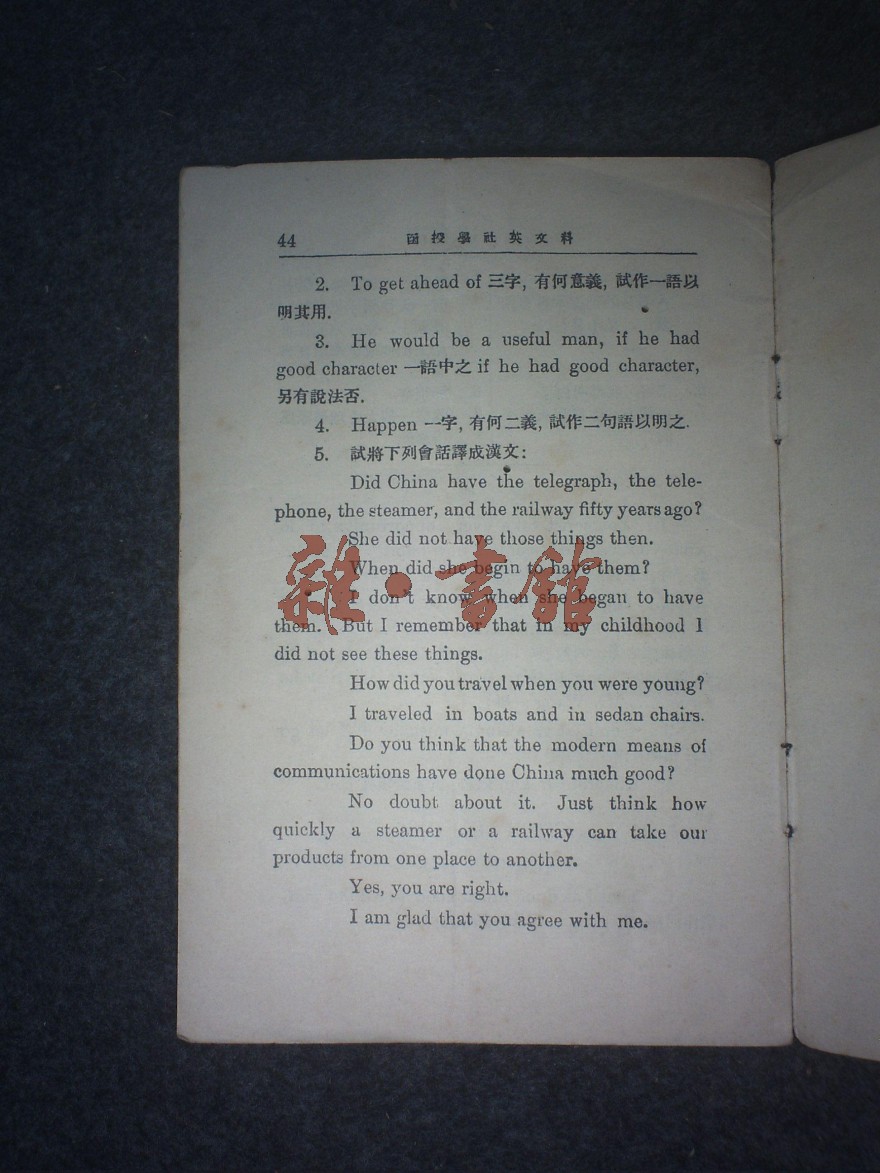 44 函授學社英文科
2. To get ahead of 三字, 有何意義, 試作一語以
明其用.
3. He would be a useful man, if he had
good character 一語中之 if he had good character,
另有說法否.
4. Happen 一字, 有何二義, 試作二句語以明之.
5. 試將下列會話譯成漢文:
Did China have the telegraph, the tele-
phone, the steamer, and the railway fifty years ago?
She did not have those things then.
When did she begin to have them?
I don't know when she began to have
them. But I remember that in my childhood I
did not see these things.
How did you travel when you were young?
I traveled in boats and in sedan chairs.
Do you think that the modern means of
communications have done China much good?
No doubt about it. Just think how
quickly a steamer or a railway can take our
products from one place to another.
Yes, you are right.
I am glad that you agree with me.
雜·書館